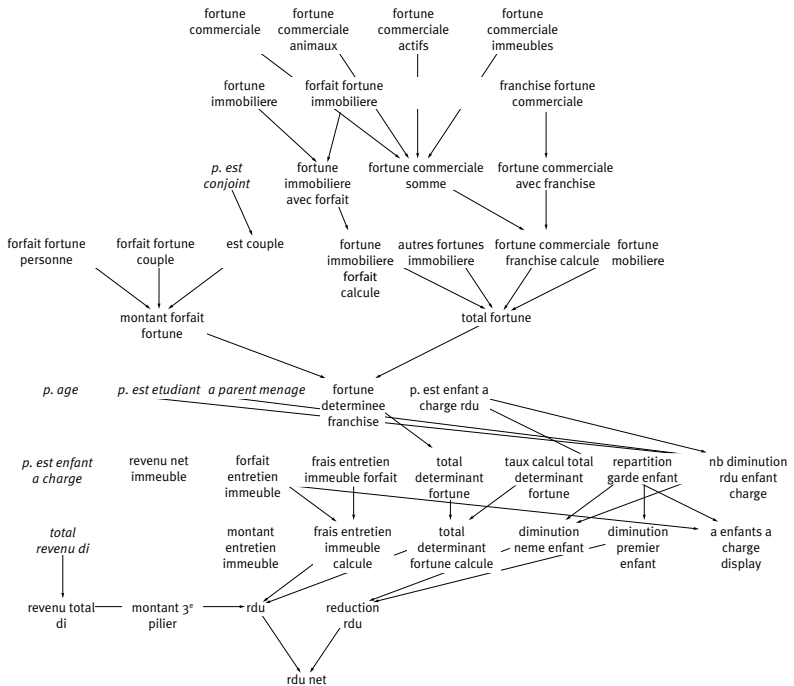 fortune
commerciale
fortune
commerciale
animaux
fortune
commerciale
actifs
fortune
commerciale
immeubles
fortune
immobiliere
forfait fortune
immobiliere
franchise fortune
commerciale
p. est
conjoint
fortune
immobiliere
avec forfait
fortune commerciale
somme
fortune commerciale
avec franchise
forfait fortune
personne
forfait fortune
couple
est couple
fortune
immobiliere
forfait
calcule
autres fortunes
immobiliere
fortune commerciale
franchise calcule
fortune
mobiliere
montant forfait
fortune
total fortune
p. age
p. est etudiant
a parent menage
fortune
determinee
franchise
p. est enfant a
charge rdu
p. est enfant
a charge
revenu net
immeuble
forfait
entretien
immeuble
frais entretien
immeuble forfait
total
determinant
fortune
taux calcul total
determinant
fortune
repartition
garde enfant
nb diminution
rdu enfant
charge
total
revenu di
montant
entretien
immeuble
frais entretien
immeuble
calcule
total
determinant
fortune calcule
diminution
neme enfant
diminution
premier
enfant
a enfants a
charge
display
revenu total
di
montant 3ᵉ
pilier
rdu
reduction
rdu
rdu net